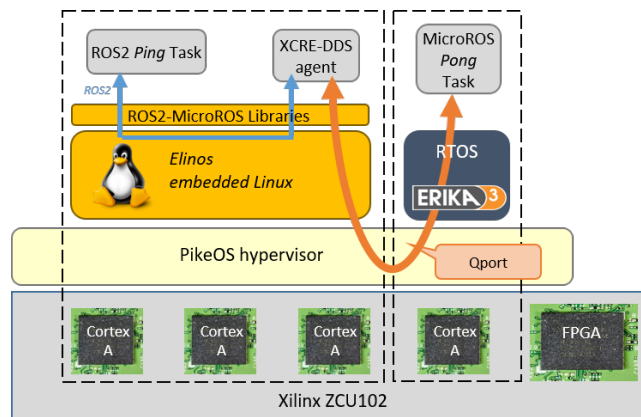 ROS2 Ping Task
XCRE-DDS
agent
MicroROS
Pong
Task
ROS2
ROS2-MicroROS Libraries
Elinos
embedded Linux
RTOS
ERIKA 3
PikeOS hypervisor
Qport
Cortex
A
Cortex
A
Cortex
A
Cortex
A
FPGA
Xilinx ZCU102